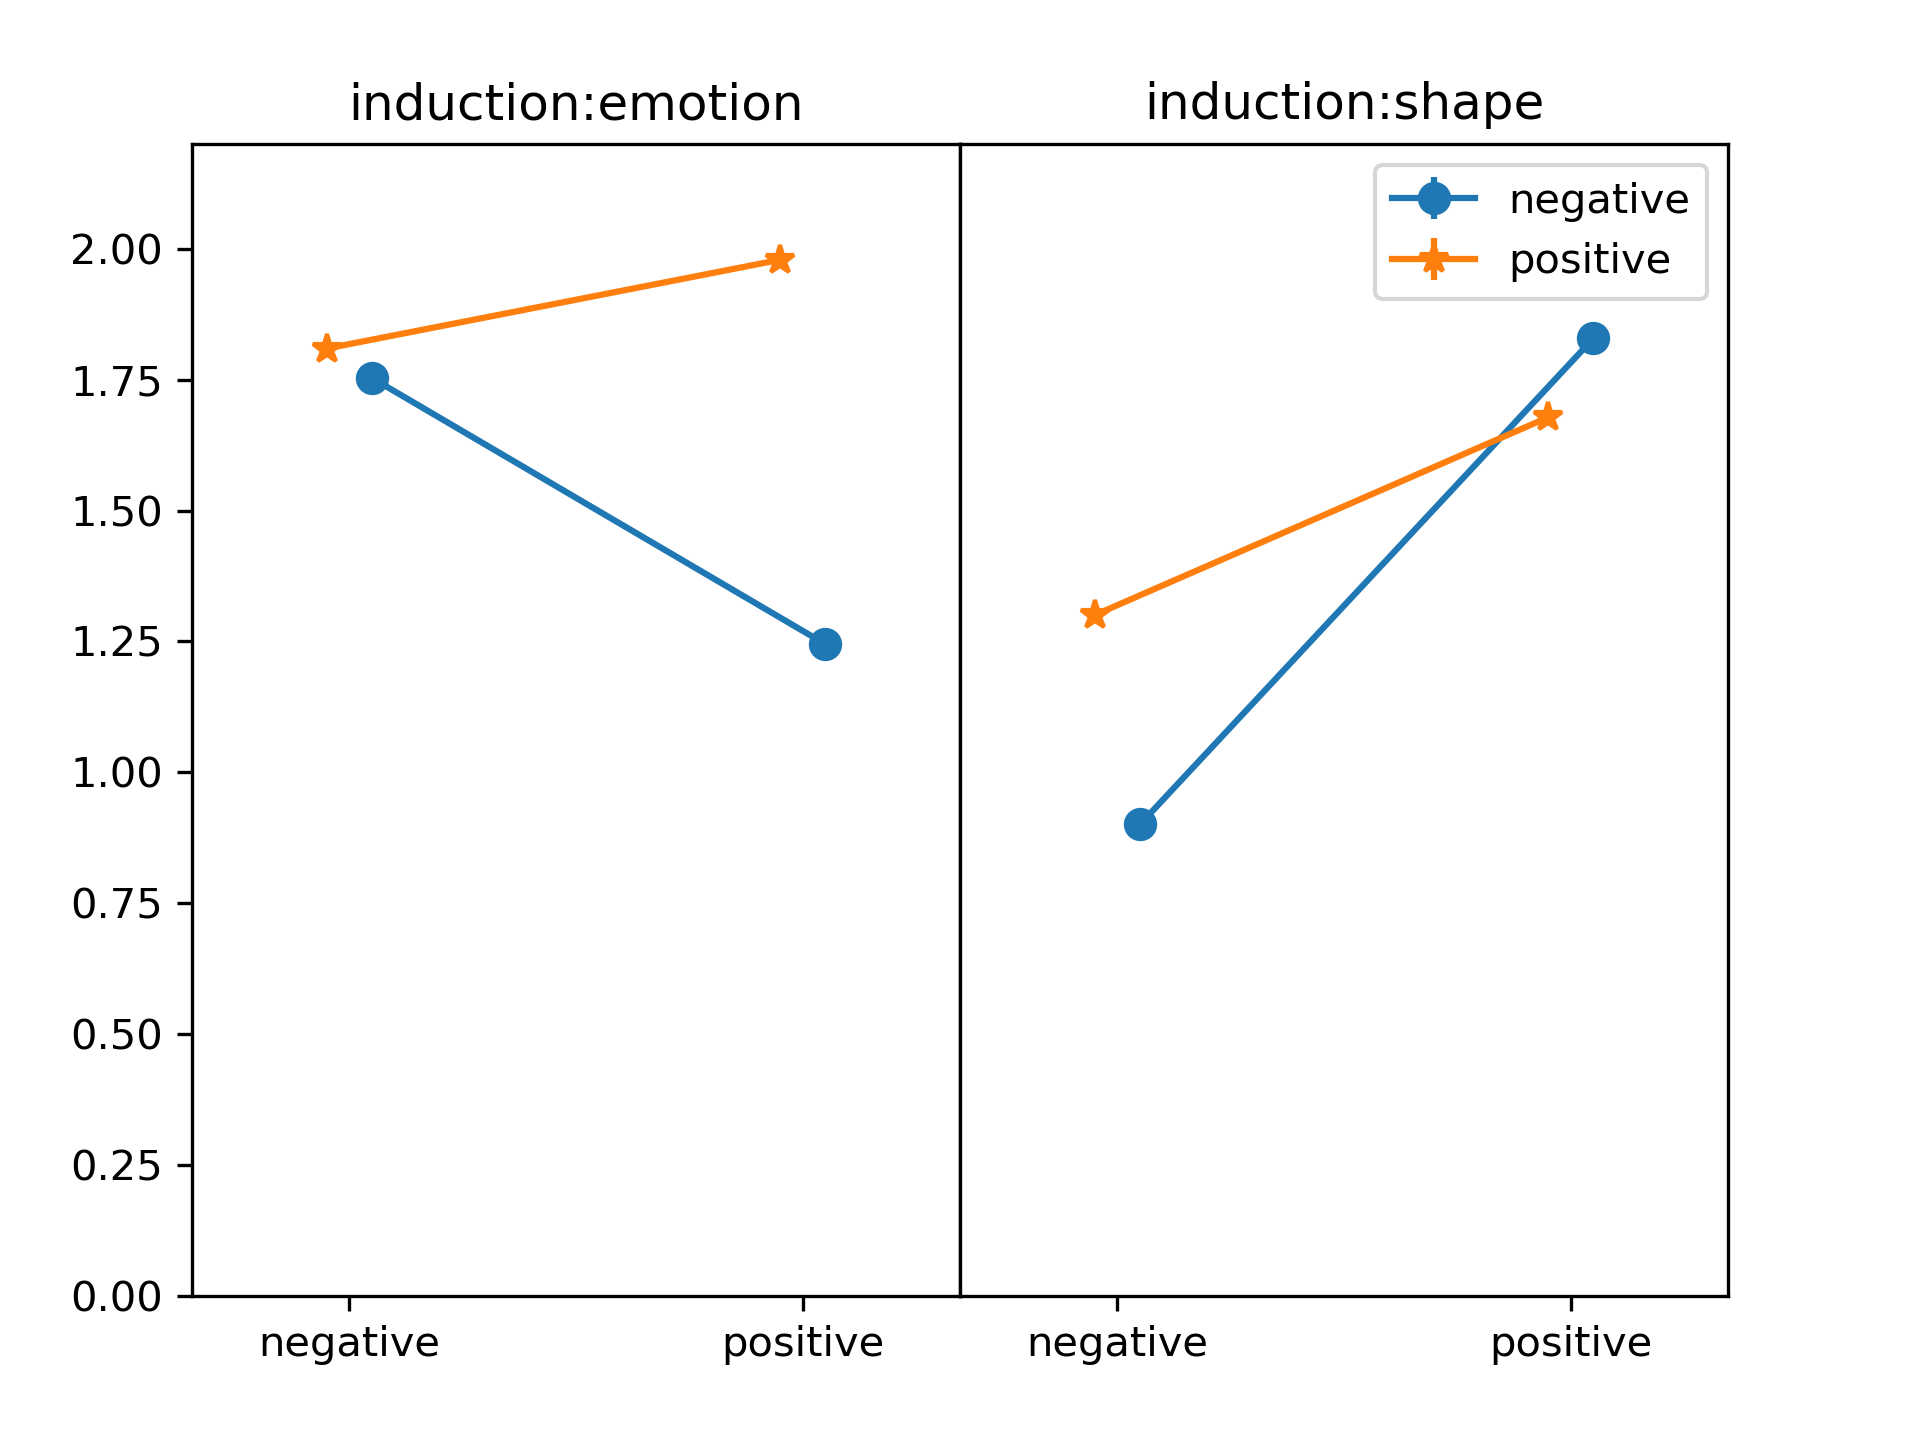 induction:emotion
induction:shape
negative
positive
2.00
1.75
1.50
1.25
1.00
0.75
0.50
0.25
0.00
negative
positive
negative
positive